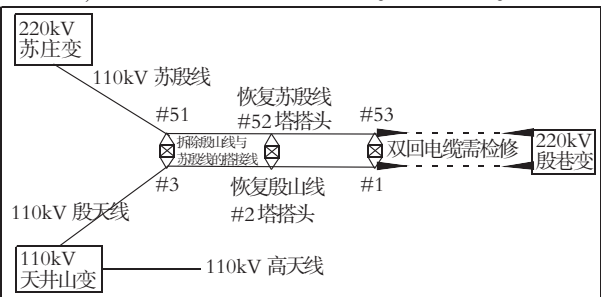 220kV
苏庄变
110kV 苏殷线
恢复苏殷线
#51
#52塔搭头
#53
拆除殷山线与
苏殷线的搭接线
双回电缆需检修
220kV
殷巷变
#3
恢复殷山线
#1
#2塔搭头
110kV 殷天线
110kV
天井山变
110kV 高天线